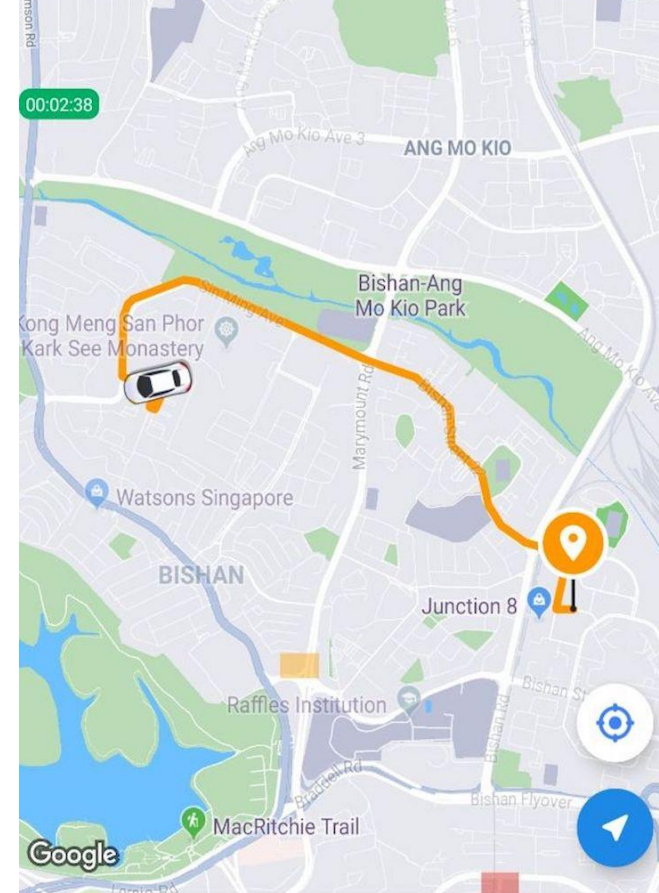 00:02:38
Ang Mo Kio Ave 3
ANG MO KIO
Bishan-Ang
Mo Kio Park
Sin Ming Ave
Kong Meng San Phor
Kark See Monastery
Ang Mo Kio Ave
Marymount Rd
Watsons Singapore
BISHAN
Junction 8
Raffles Institution
Bishan St
Bishan Rd
Braddell Rd
Bishan Flyover
MacRitchie Trail
Google